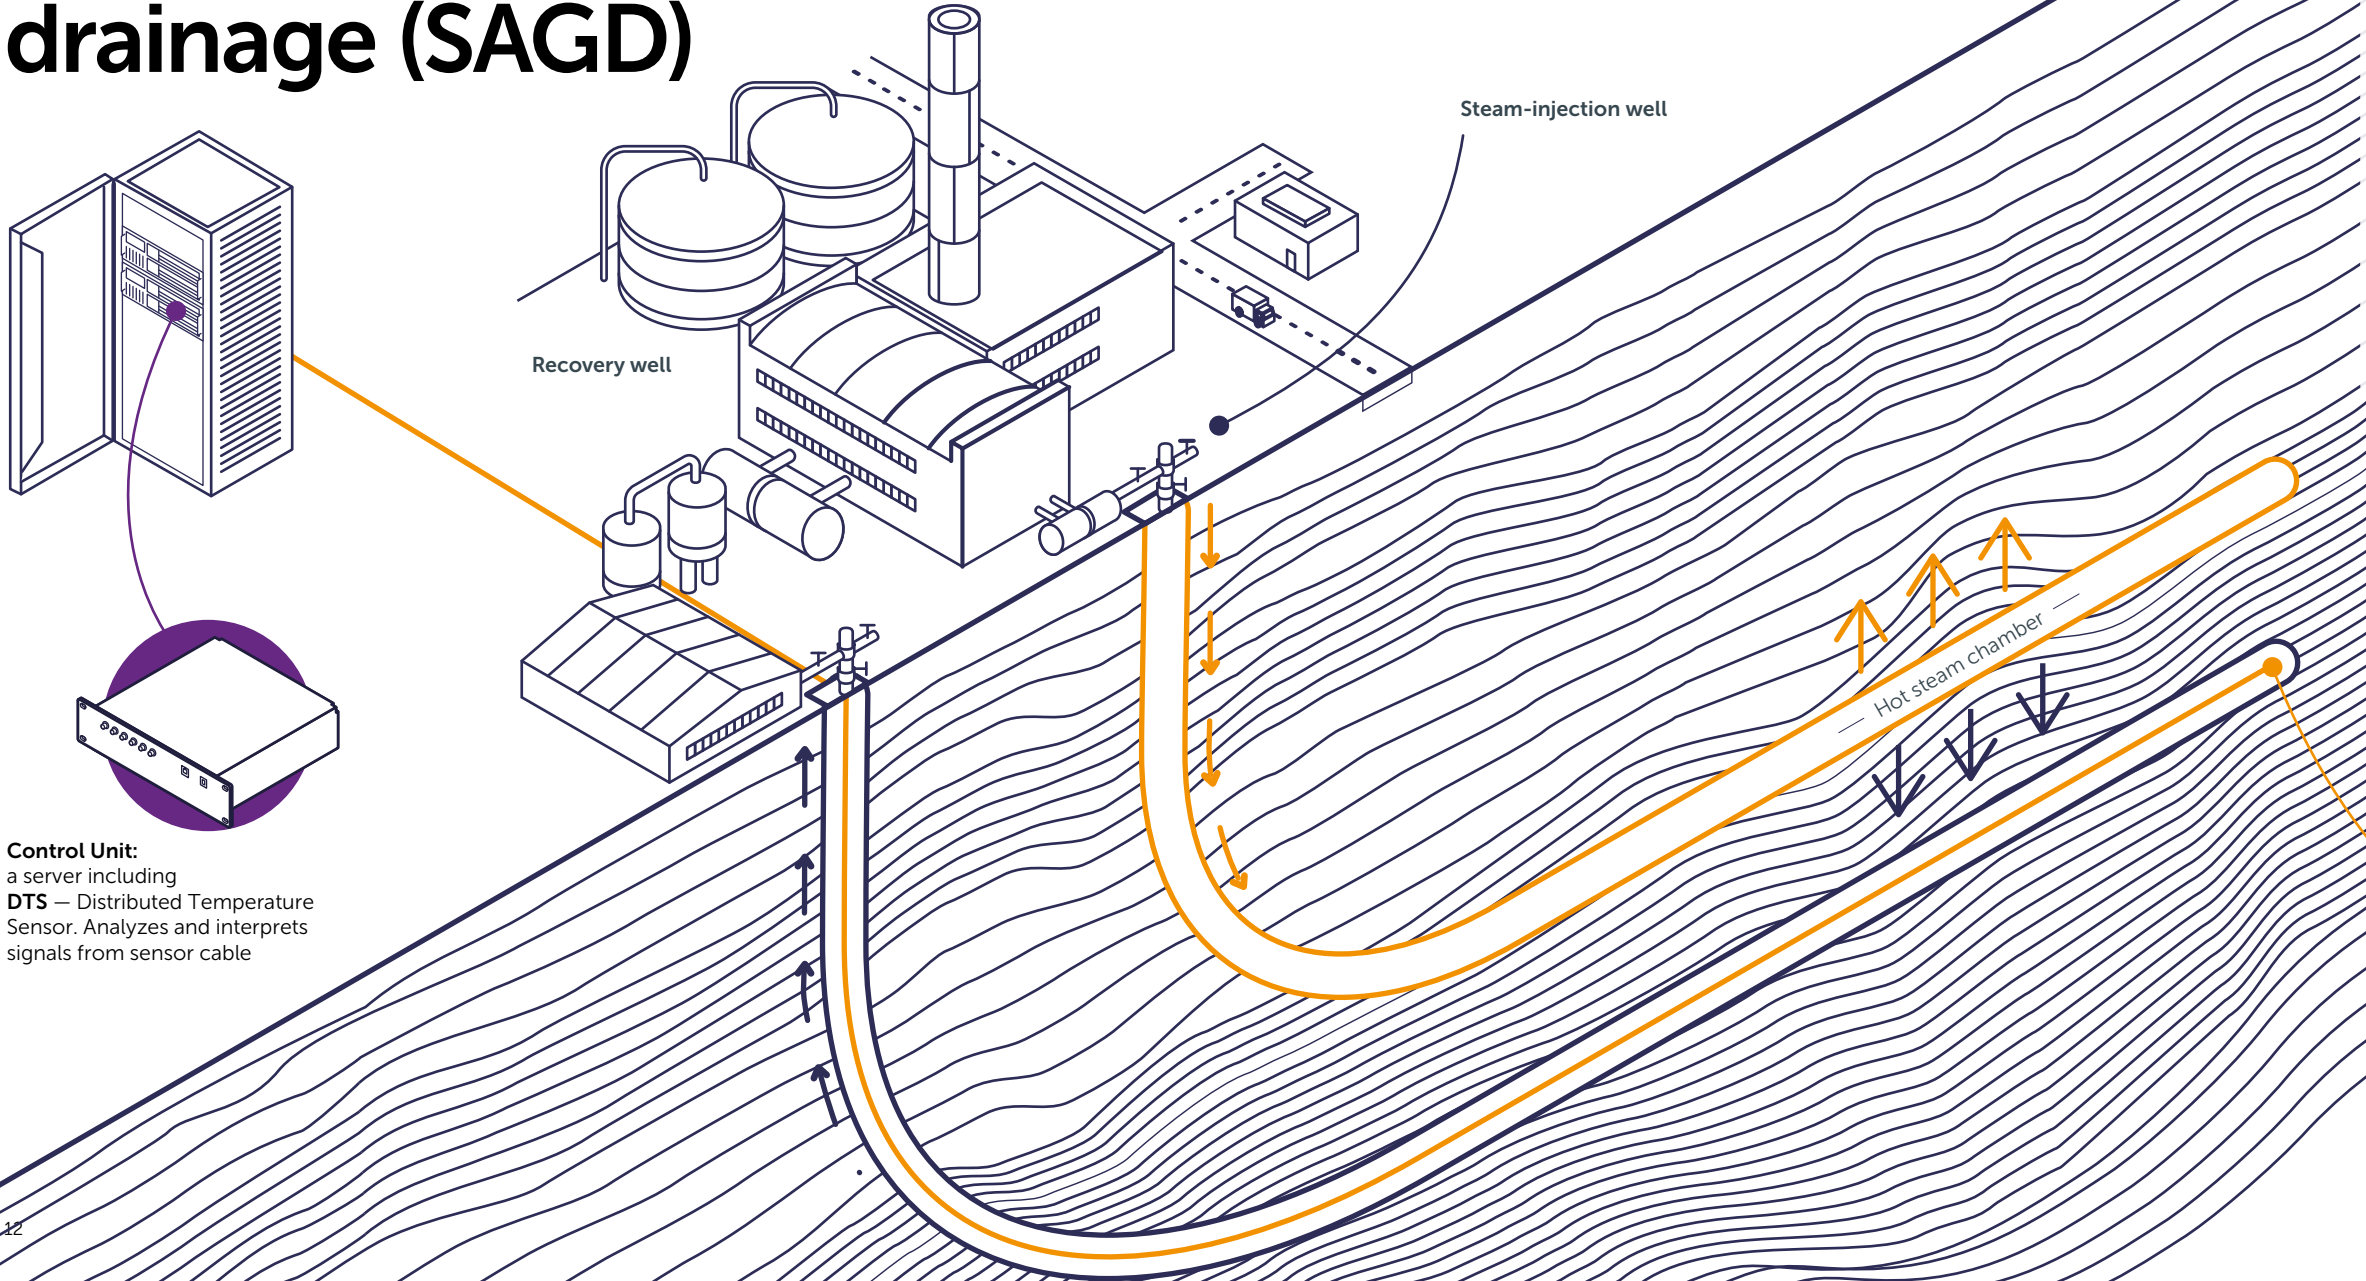 drainage (SAGD)
Steam-injection well
Recovery well
Hot steam chamber
Control Unit:
a server including
DTS — Distributed Temperature
Sensor. Analyzes and interprets
signals from sensor cable
12